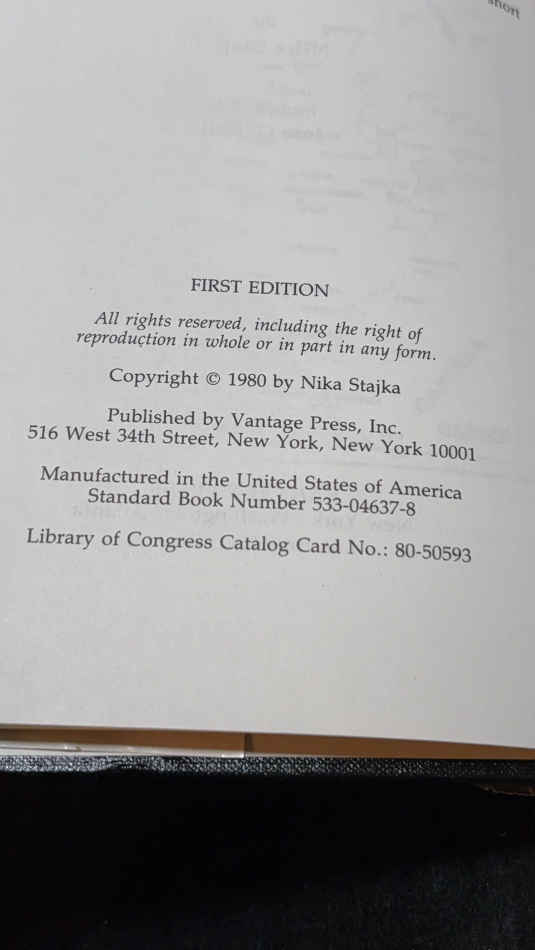 short
FIRST EDITION
All rights reserved, including the right of
reproduction in whole or in part in any form.
Copyright © 1980 by Nika Stajka
Published by Vantage Press, Inc.
516 West 34th Street, New York, New York 10001
Manufactured in the United States of America
Standard Book Number 533-04637-8
Library of Congress Catalog Card No.: 80-50593